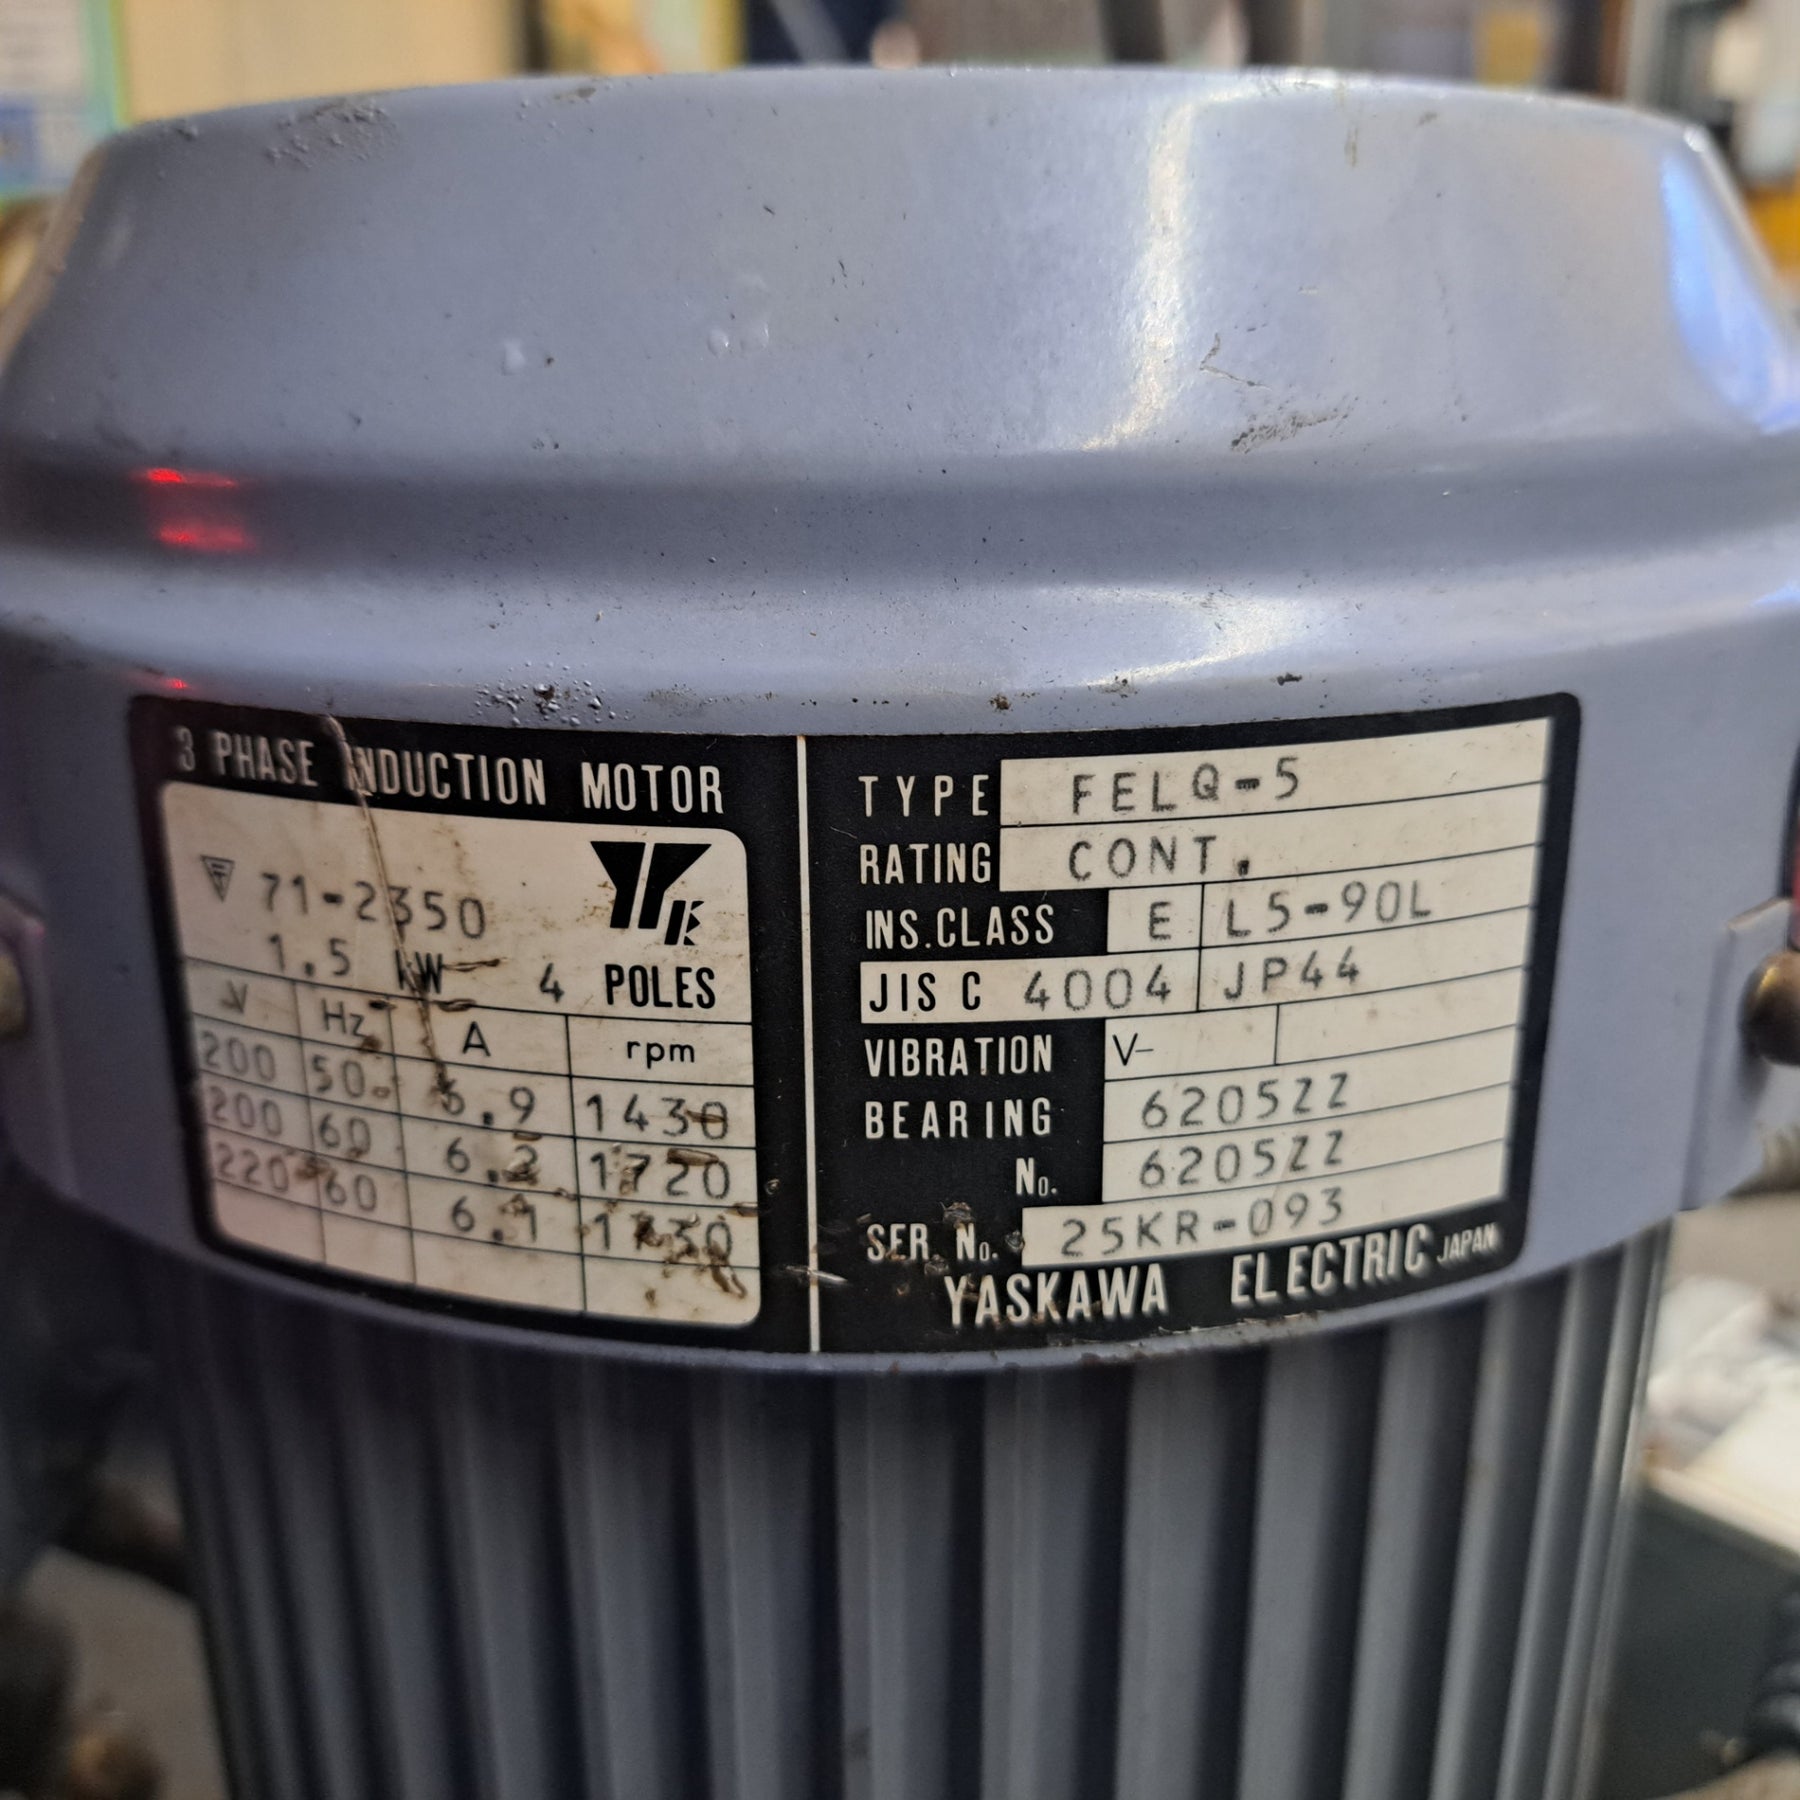 3 PHASE INDUCTION MOTOR
71-2350
1.5 kW 4 POLES
V Hz A rpm
200 50 6.9 1430
200 60 6.2 1720
220 60 6.1 1730
TYPE FELQ-5
RATING CONT.
INS.CLASS E L5-90L
JIS C 4004 JP44
VIBRATION V-
BEARING 6205ZZ
No. 6205ZZ
SER. No. 25KR-093
YASKAWA ELECTRIC JAPAN